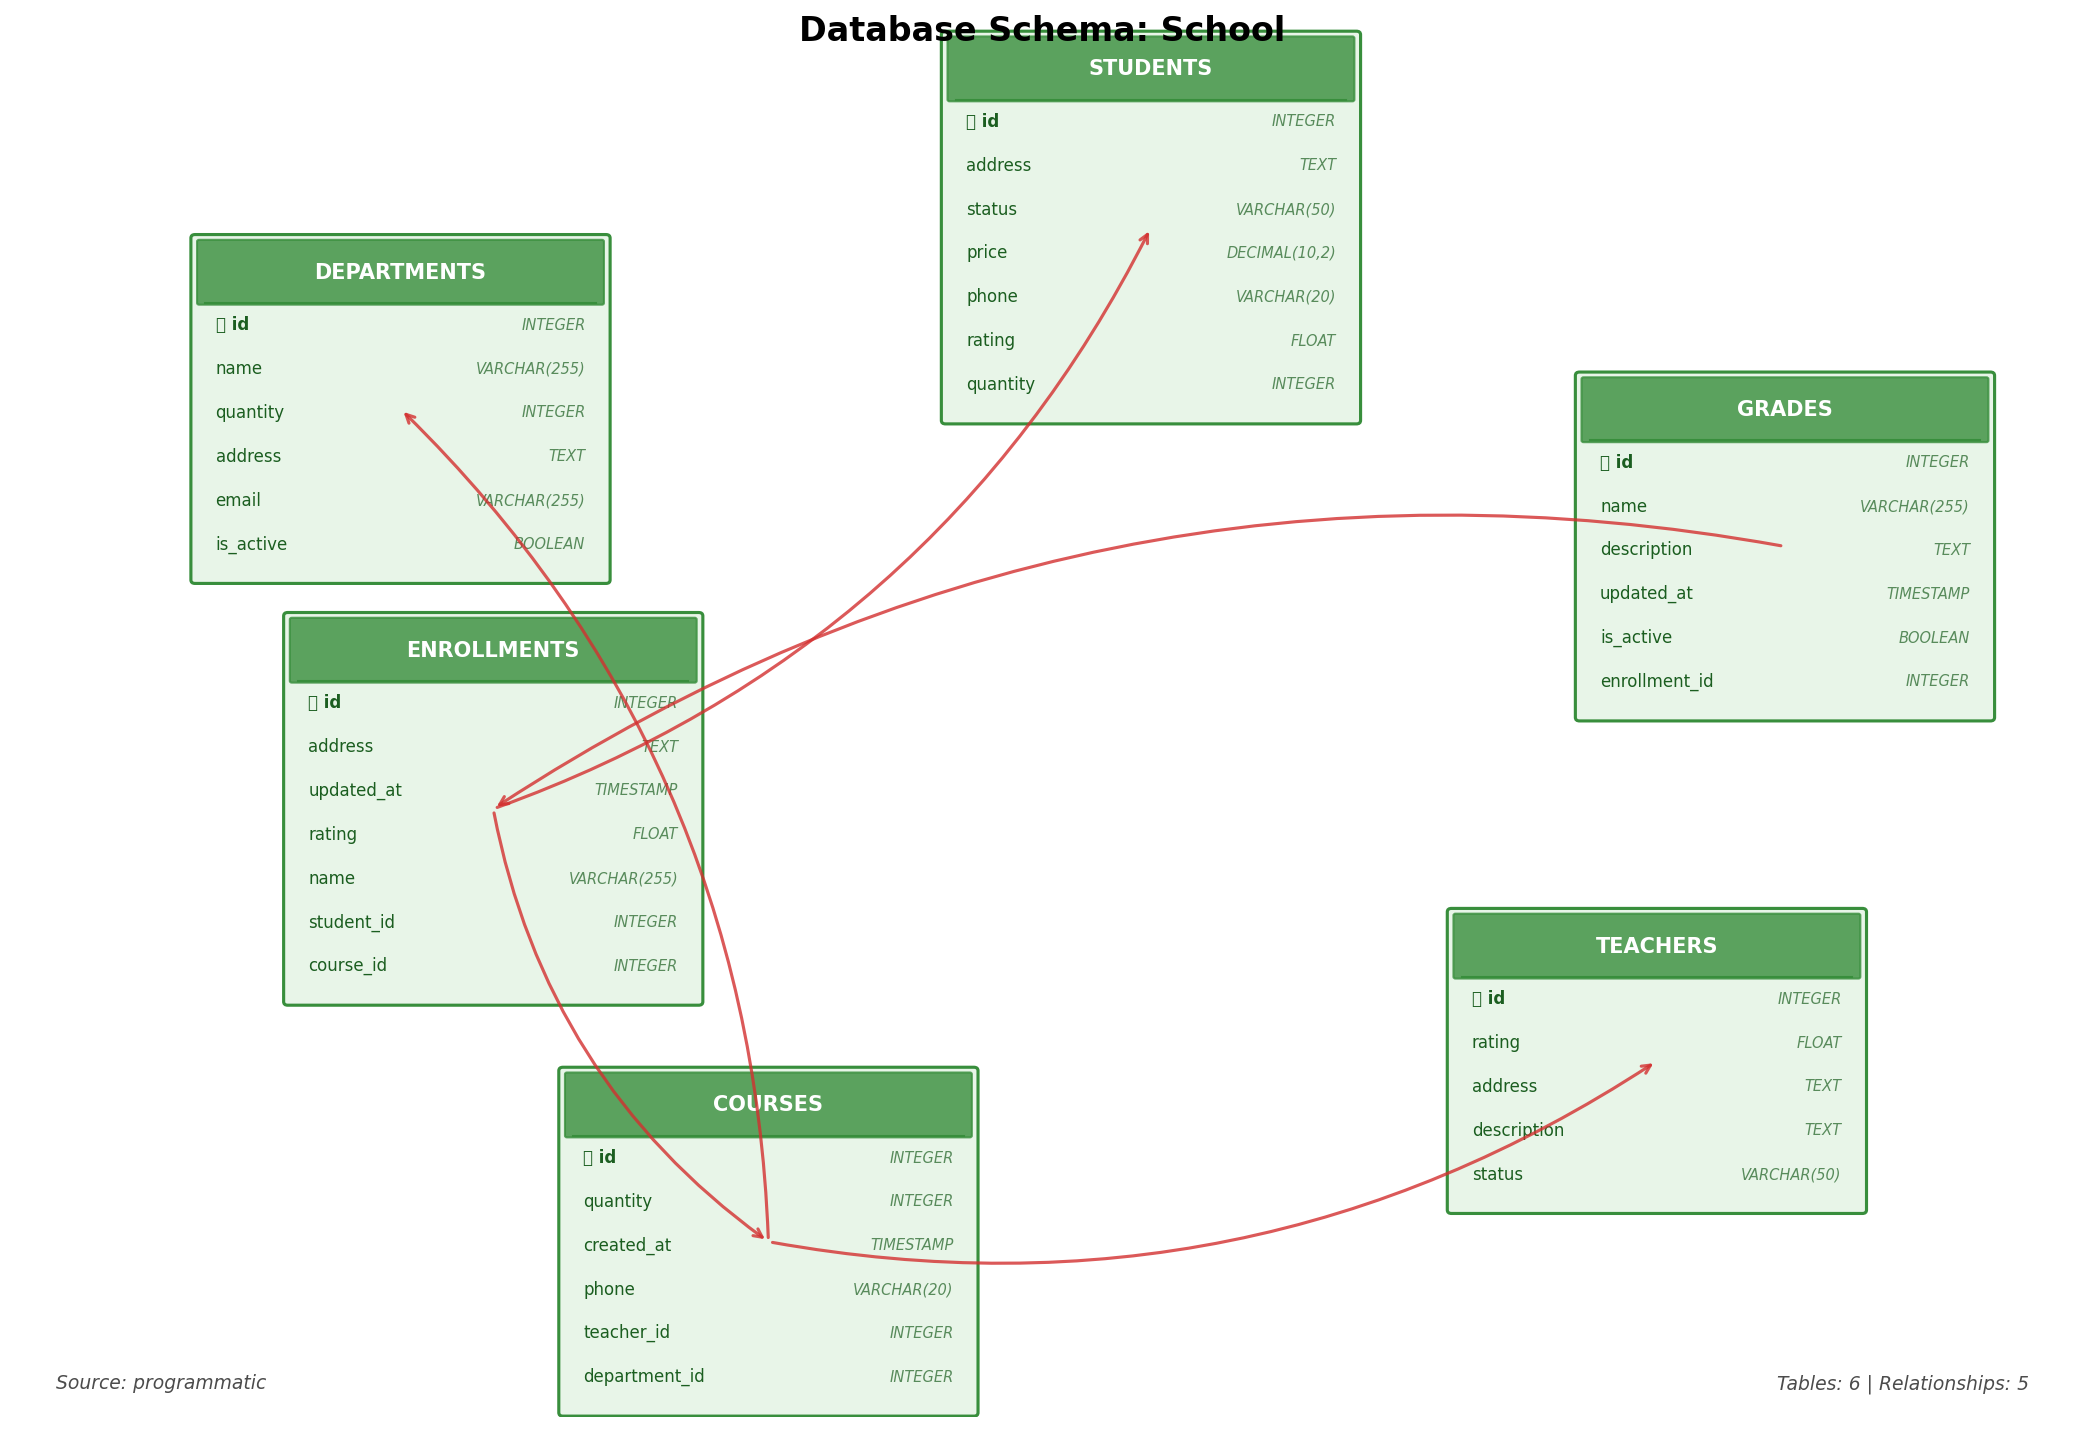 Database Schema: School
STUDENTS
id INTEGER
address TEXT
status VARCHAR(50)
price DECIMAL(10,2)
phone VARCHAR(20)
rating FLOAT
quantity INTEGER
DEPARTMENTS
id INTEGER
name VARCHAR(255)
quantity INTEGER
address TEXT
email VARCHAR(255)
is_active BOOLEAN
GRADES
id INTEGER
name VARCHAR(255)
description TEXT
updated_at TIMESTAMP
is_active BOOLEAN
enrollment_id INTEGER
ENROLLMENTS
id INTEGER
address TEXT
updated_at TIMESTAMP
rating FLOAT
name VARCHAR(255)
student_id INTEGER
course_id INTEGER
TEACHERS
id INTEGER
rating FLOAT
address TEXT
description TEXT
status VARCHAR(50)
COURSES
id INTEGER
quantity INTEGER
created_at TIMESTAMP
phone VARCHAR(20)
teacher_id INTEGER
department_id INTEGER
Source: programmatic
Tables: 6 | Relationships: 5